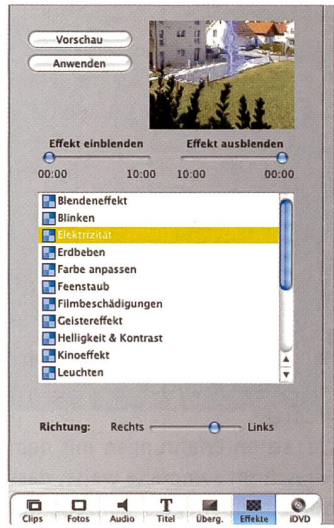 Vorschau
Anwenden
Effekt einblenden Effekt ausblenden
00:00 10:00 10:00 00:00
Blendeneffekt
Blinken
Elektrizität
Erdbeben
Farbe anpassen
Feenstaub
Filmbeschädigungen
Geistereffekt
Helligkeit & Kontrast
Kinoeffekt
Leuchten
Richtung: Rechts Links
Clips Fotos Audio Titel Überg. Effekte iDVD